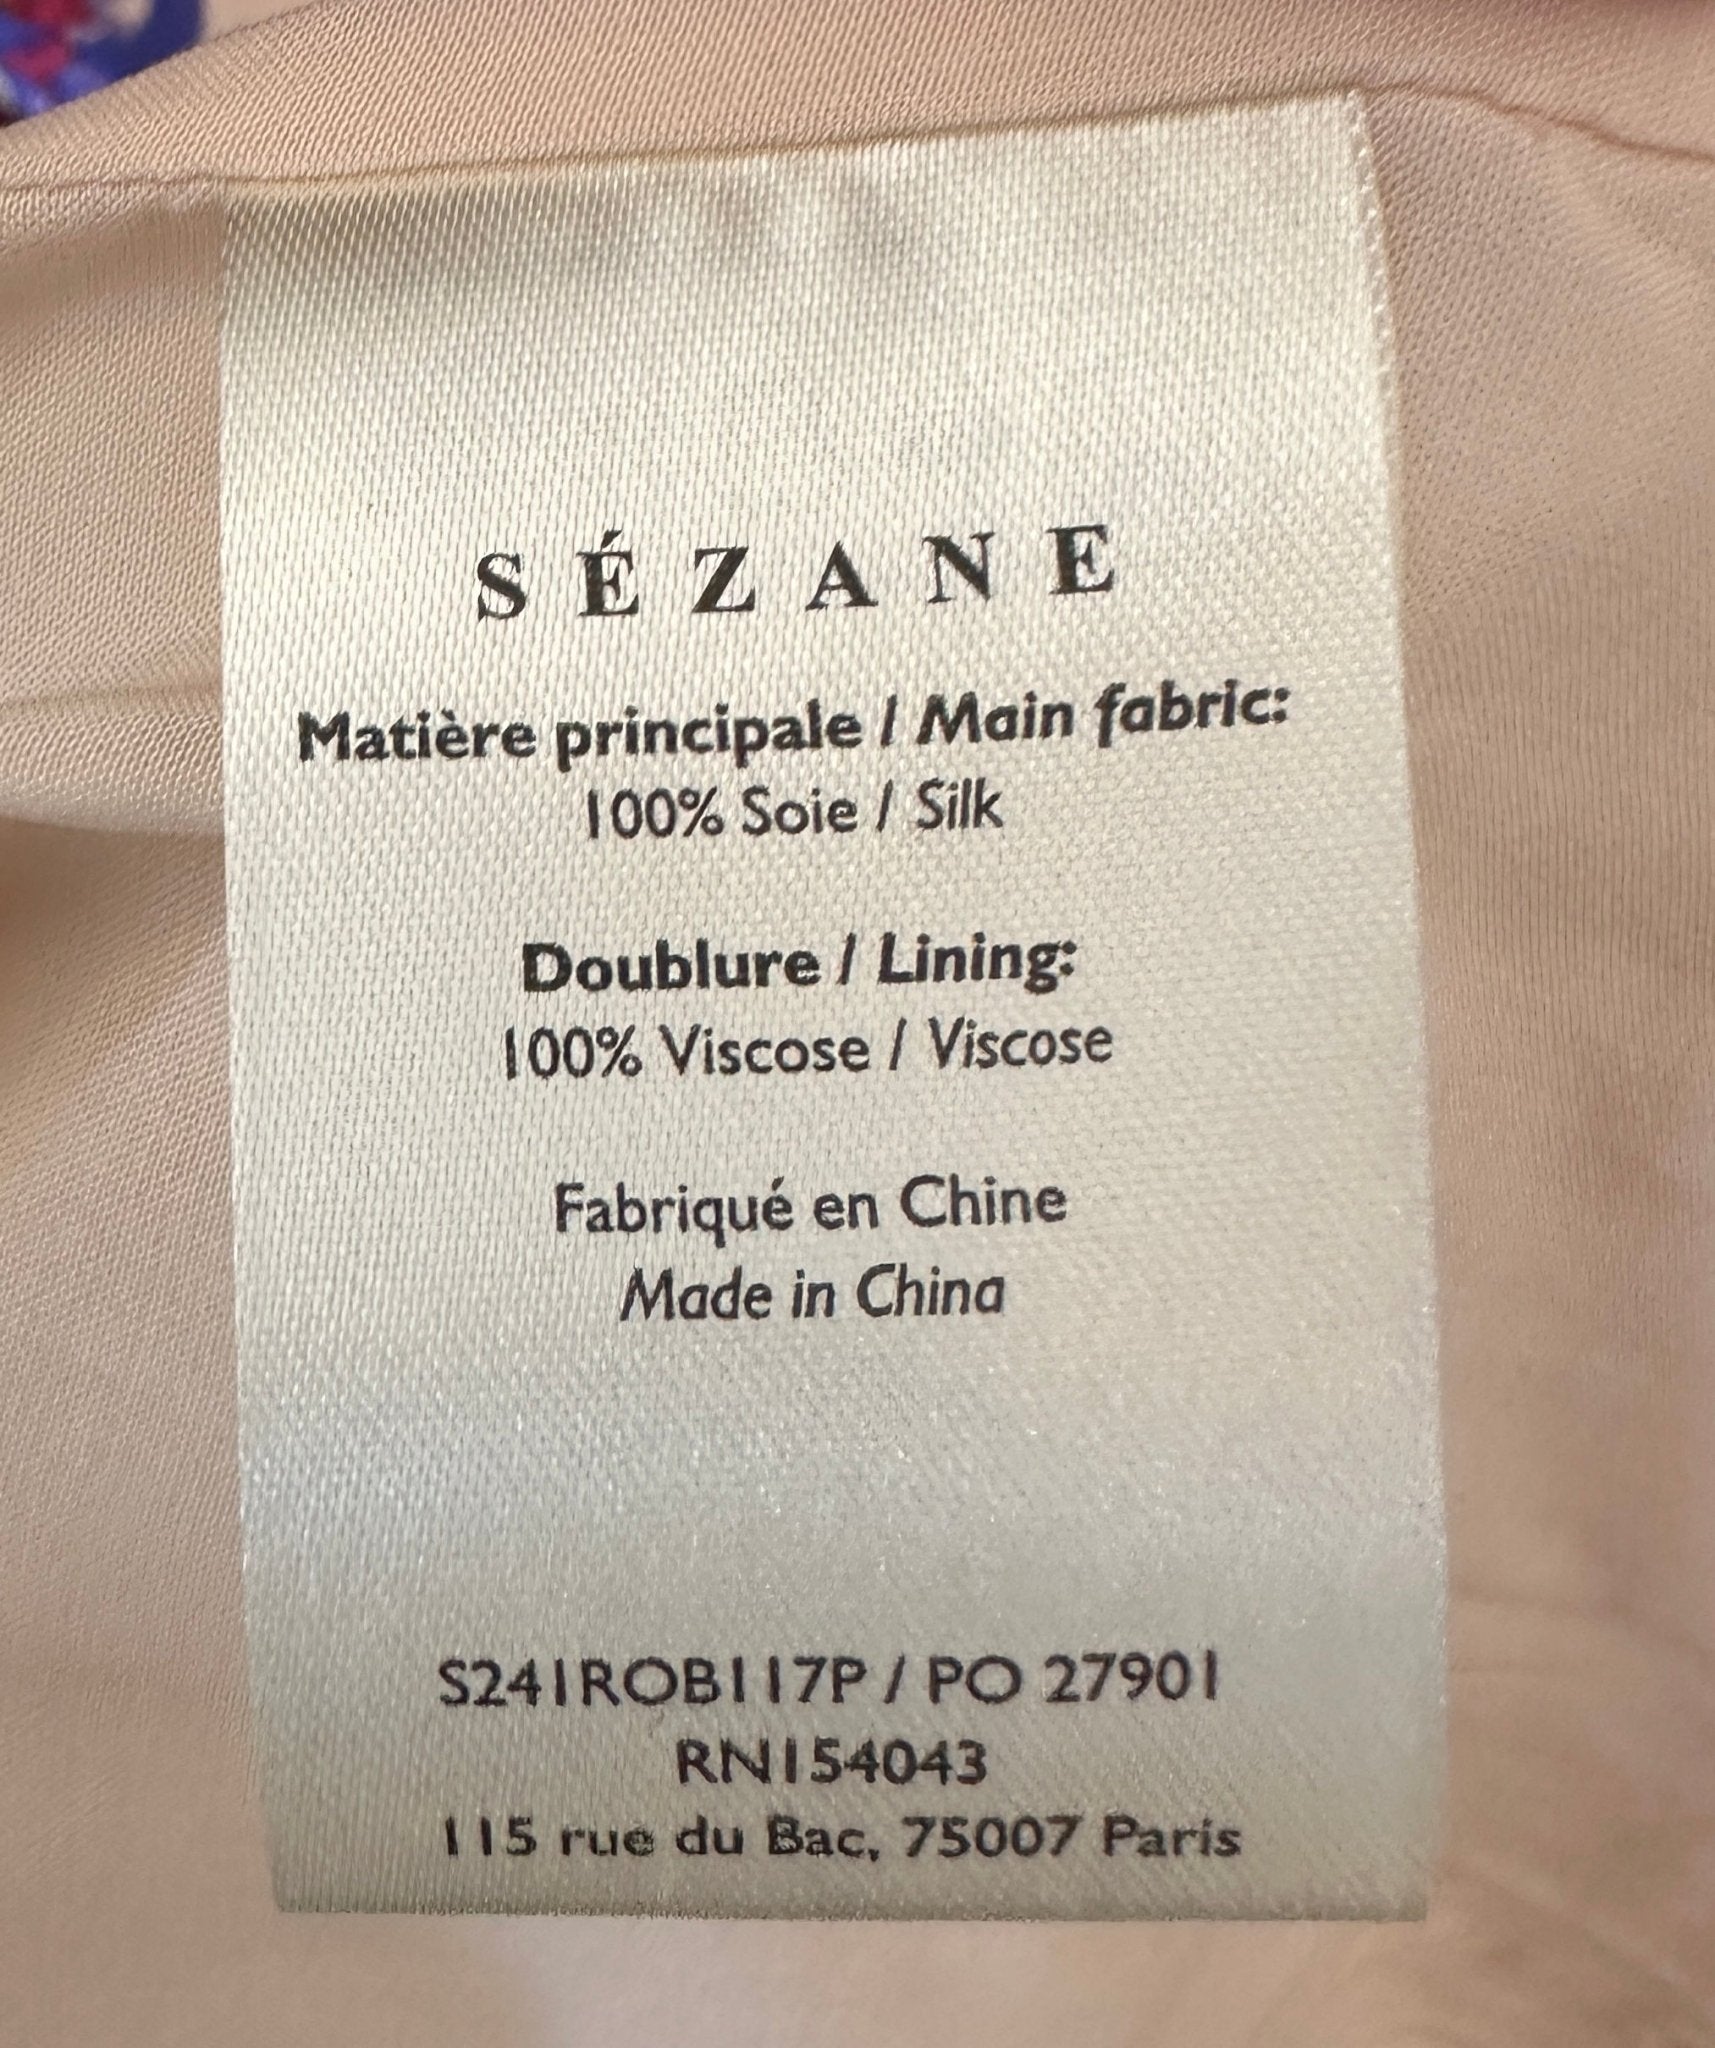 SÉZANE
Matière principale / Main fabric:
100% Soie / Silk
Doublure / Lining:
100% Viscose / Viscose
Fabriqué en Chine
Made in China
S241ROB117P / PO 27901
RN154043
115 rue du Bac, 75007 Paris